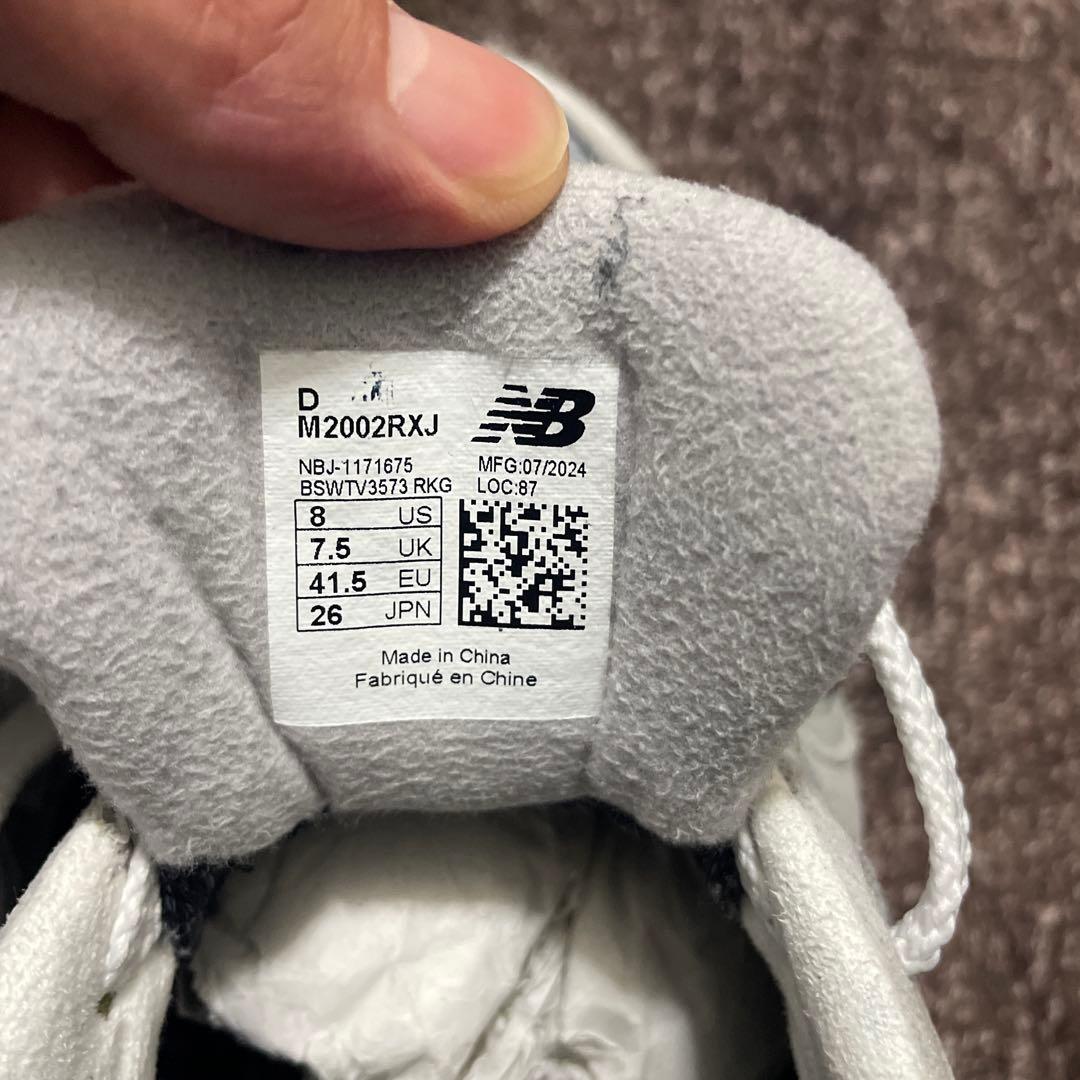 D
M2002RXJ
NB
NBJ-1171675
MFG:07/2024
BSWTV3573 RKG
LOC:87
8 US
7.5 UK
41.5 EU
26 JPN
Made in China
Fabriqué en Chine